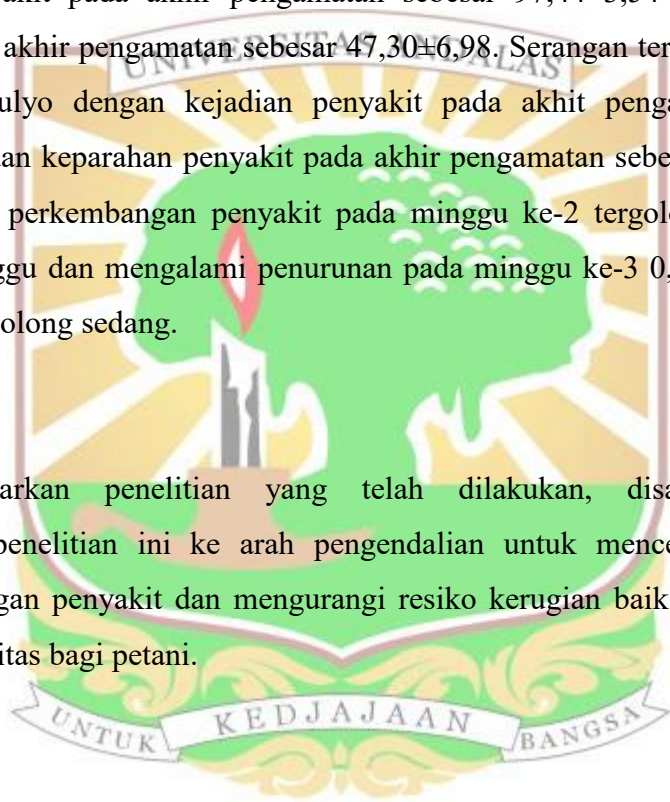 akhir pengamatan sebesar 47,30±6,98. Serangan ter
UNIVERSITAS ANDALAS
ulyo dengan kejadian penyakit pada akhit penga
dan keparahan penyakit pada akhir pengamatan sebe
perkembangan penyakit pada minggu ke-2 tergolo
ggu dan mengalami penurunan pada minggu ke-3 0,
olong sedang.
arkan penelitian yang telah dilakukan, disa
penelitian ini ke arah pengendalian untuk mence
gan penyakit dan mengurangi resiko kerugian baik
itas bagi petani.
UNTUK KEDJAJAAN BANGSA